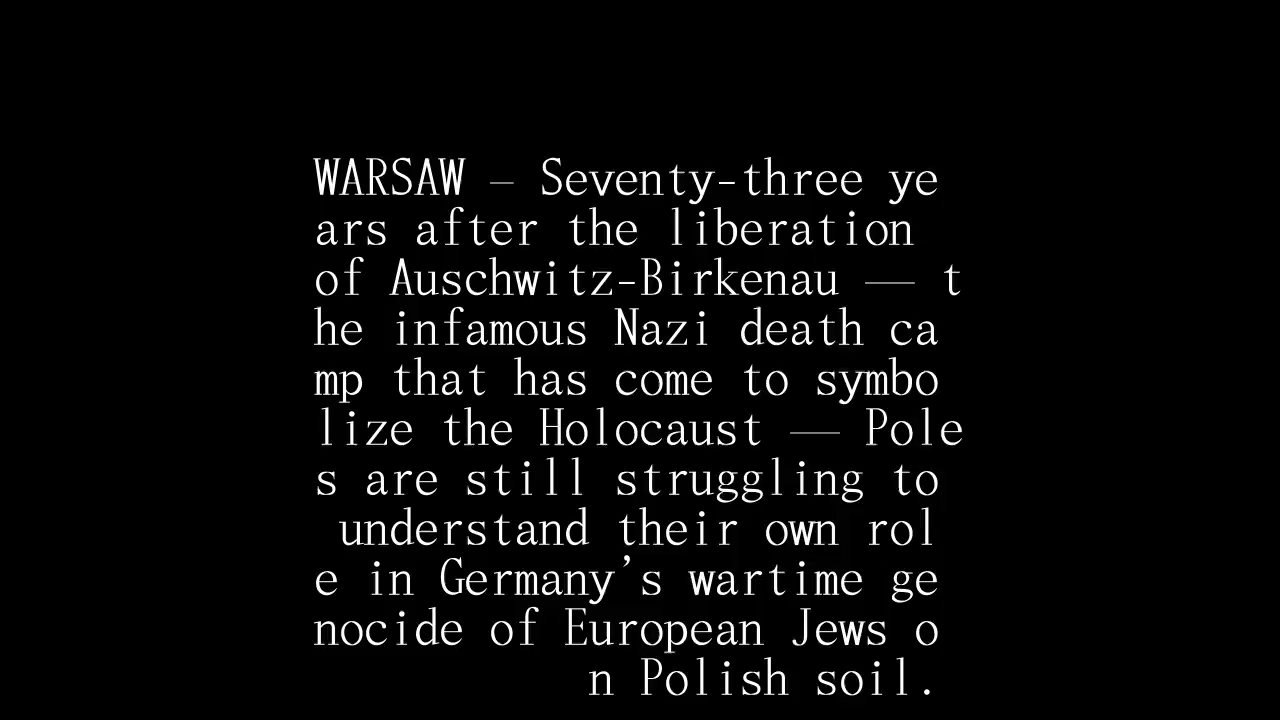 WARSAW – Seventy-three ye
ars after the liberation
of Auschwitz-Birkenau — t
he infamous Nazi death ca
mp that has come to symbo
lize the Holocaust — Pole
s are still struggling to
 understand their own rol
e in Germany’s wartime ge
nocide of European Jews o
n Polish soil.